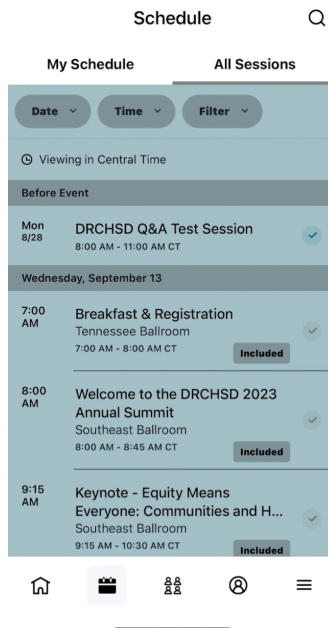 Schedule
My Schedule
All Sessions
Date
Time
Filter
Viewing in Central Time
Before Event
Mon
8/28
DRCHSD Q&A Test Session
8:00 AM - 11:00 AM CT
Wednesday, September 13
7:00
AM
Breakfast & Registration
Tennessee Ballroom
7:00 AM - 8:00 AM CT
Included
8:00
AM
Welcome to the DRCHSD 2023
Annual Summit
Southeast Ballroom
8:00 AM - 8:45 AM CT
Included
9:15
AM
Keynote - Equity Means
Everyone: Communities and H...
Southeast Ballroom
9:15 AM - 10:30 AM CT
Included